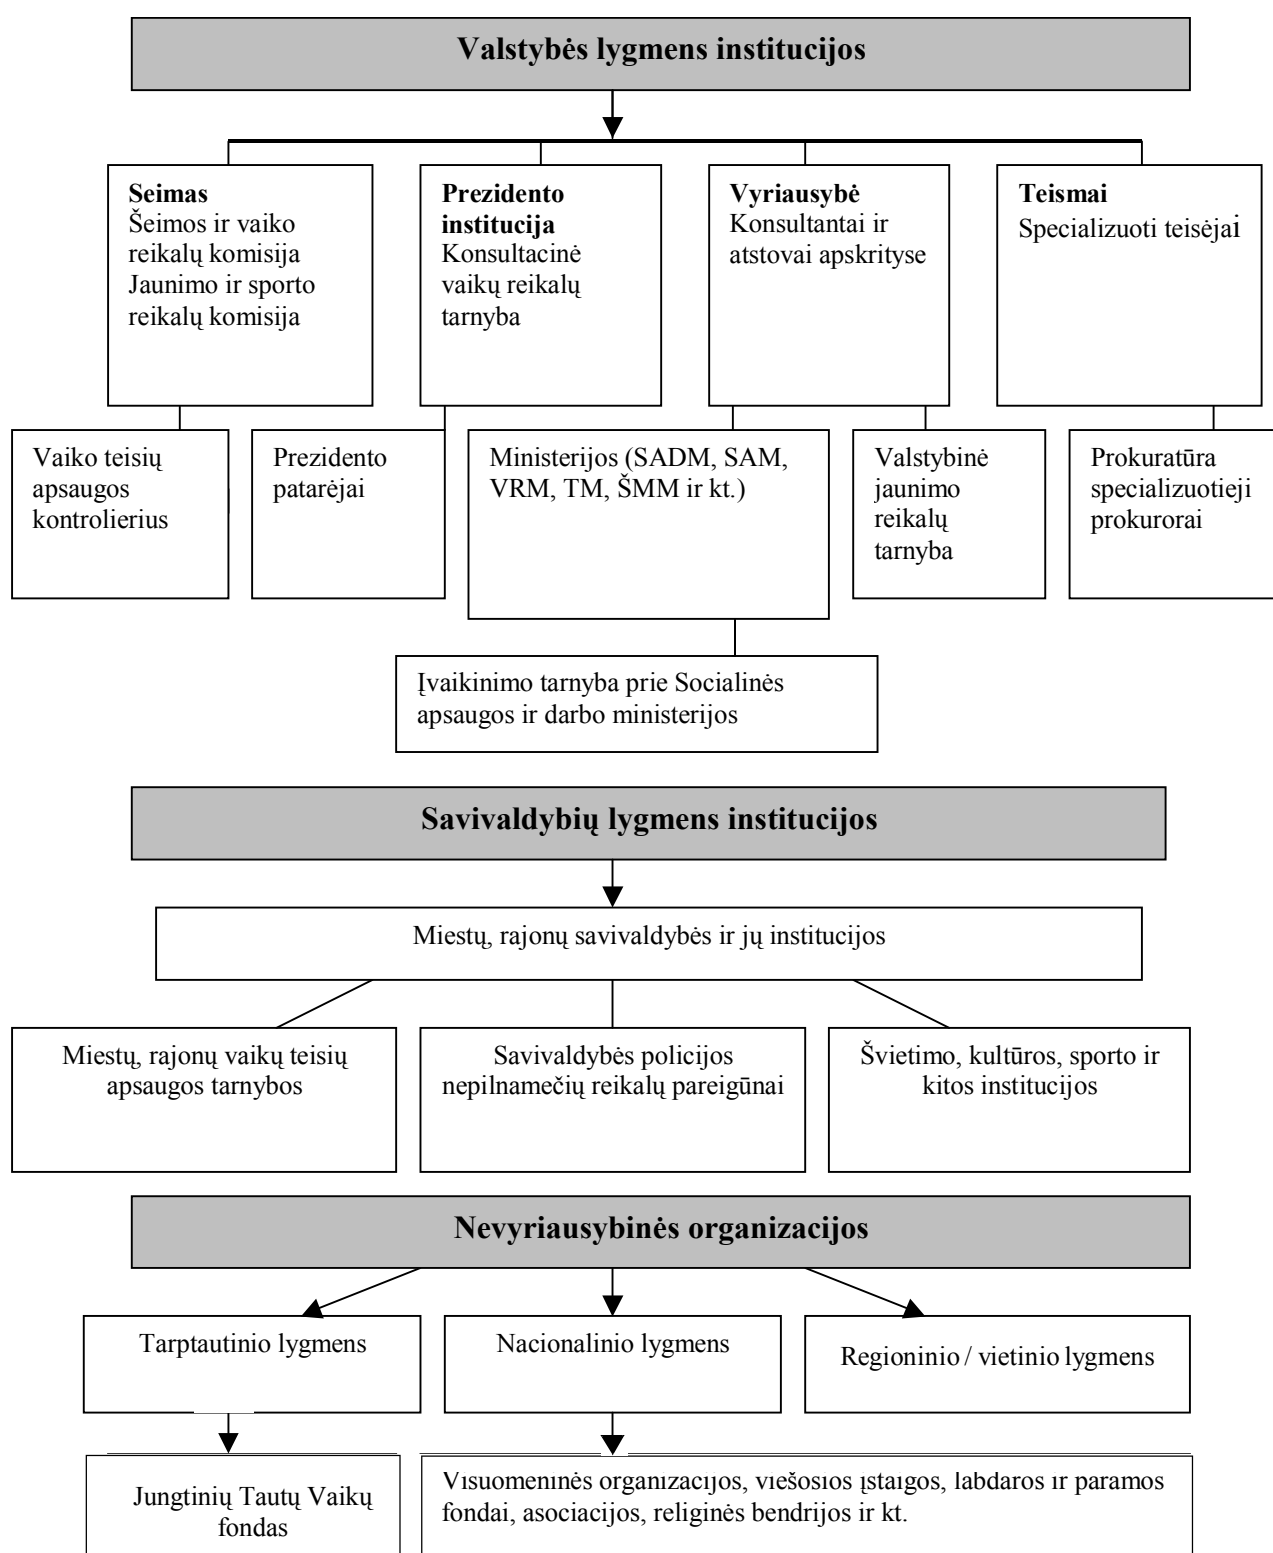 Valstybės lygmens institucijos
Seimas
Šeimos ir vaiko
reikalų komisija
Jaunimo ir sporto
reikalų komisija
Prezidento
institucija
Konsultacinė
vaikų reikalų
tarnyba
Vyriausybė
Konsultantai ir
atstovai apskrityse
Teismai
Specializuoti teisėjai
Vaiko teisių
apsaugos
kontrolierius
Prezidento
patarėjai
Ministerijos (SADM, SAM,
VRM, TM, ŠMM ir kt.)
Valstybinė
jaunimo
reikalų
tarnyba
Prokuratūra
specializuotieji
prokurorai
Įvaikinimo tarnyba prie Socialinės
apsaugos ir darbo ministerijos
Savivaldybių lygmens institucijos
Miestų, rajonų savivaldybės ir jų institucijos
Miestų, rajonų vaikų teisių
apsaugos tarnybos
Savivaldybės policijos
nepilnamečių reikalų pareigūnai
Švietimo, kultūros, sporto ir
kitos institucijos
Nevyriausybinės organizacijos
Tarptautinio lygmens
Nacionalinio lygmens
Regioninio / vietinio lygmens
Jungtinių Tautų Vaikų
fondas
Visuomeninės organizacijos, viešosios įstaigos, labdaros ir paramos
fondai, asociacijos, religinės bendrijos ir kt.